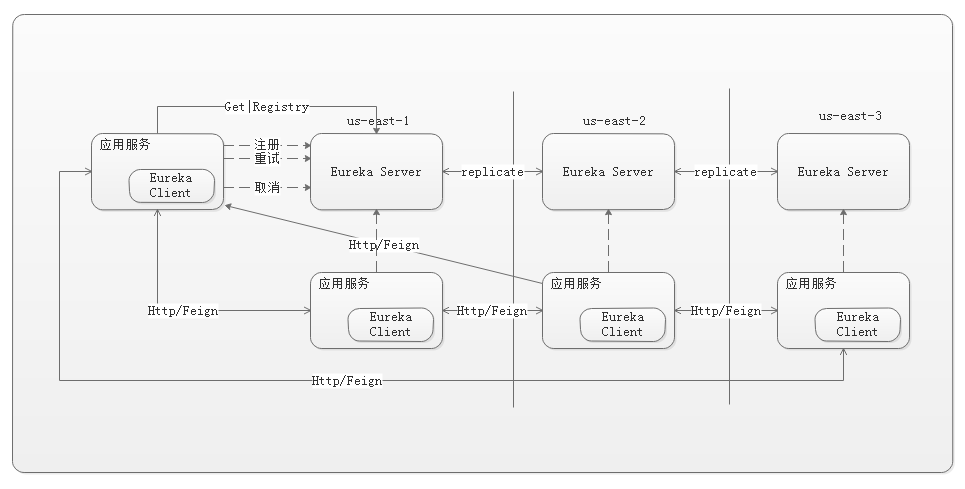 Get|Registry
us-east-1
us-east-2
us-east-3
应用服务
Eureka
Client
注册
重试
取消
Eureka Server
replicate
Eureka Server
replicate
Eureka Server
Http/Feign
应用服务
Eureka
Client
应用服务
Eureka
Client
应用服务
Eureka
Client
Http/Feign
Http/Feign
Http/Feign
Http/Feign